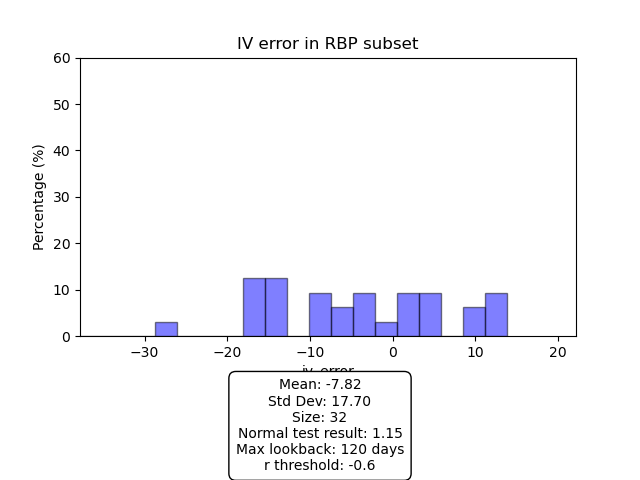 IV error in RBP subset
Percentage (%)
60
50
40
30
20
10
0
−30
−20
−10
0
10
20
iv_error
Mean: -7.82
Std Dev: 17.70
Size: 32
Normal test result: 1.15
Max lookback: 120 days
r threshold: -0.6